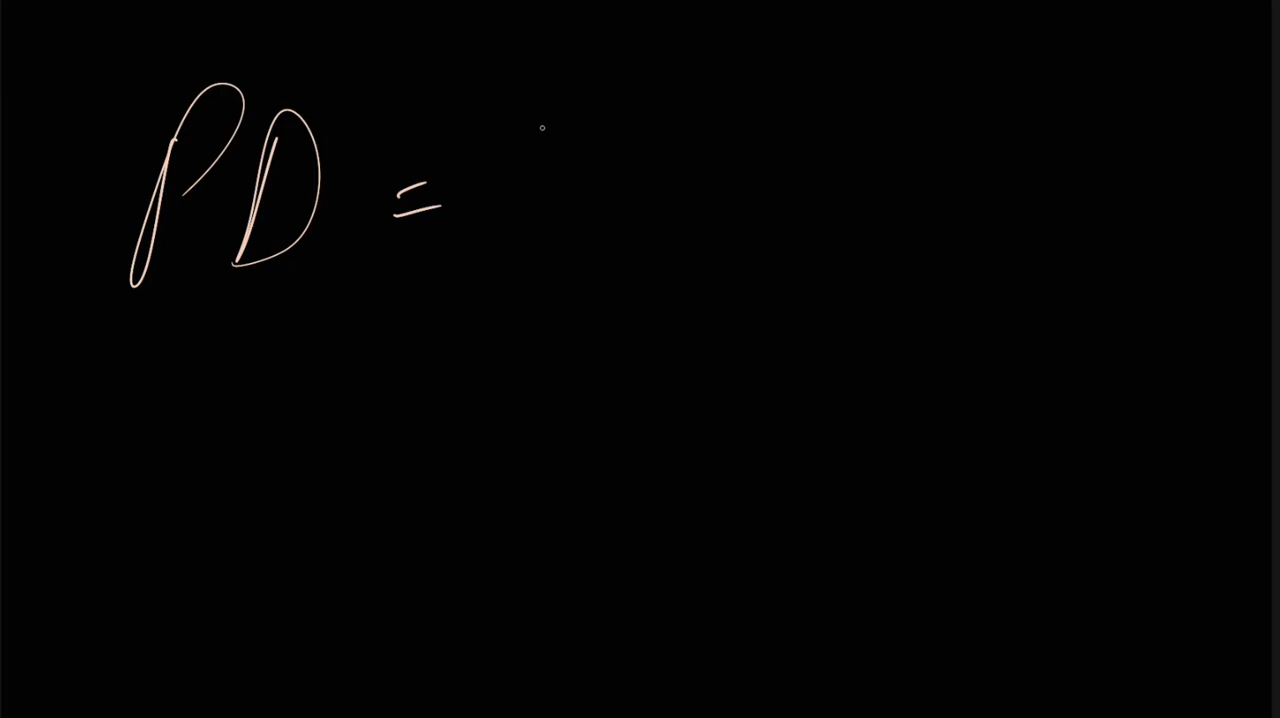 PD =